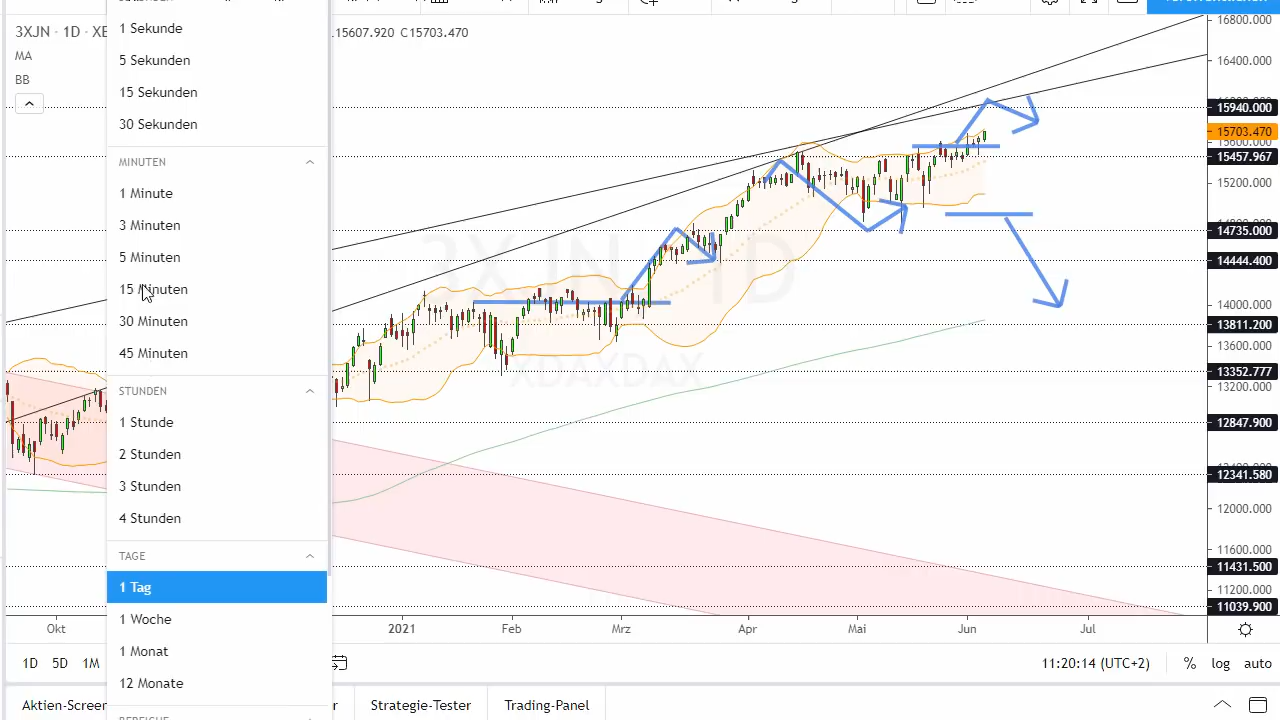 3XJN · 1D · XE
.15607.920 C15703.470
MA
BB
1 Sekunde
5 Sekunden
15 Sekunden
30 Sekunden
MINUTEN
1 Minute
3 Minuten
5 Minuten
15 Minuten
30 Minuten
45 Minuten
STUNDEN
1 Stunde
2 Stunden
3 Stunden
4 Stunden
TAGE
1 Tag
1 Woche
1 Monat
12 Monate
3XJN, 1D
XDAXDAX
16800.000
16400.000
15940.000
15703.470
15457.967
15200.000
14735.000
14444.400
14000.000
13811.200
13600.000
13352.777
13200.000
12847.900
12341.580
12000.000
11600.000
11431.500
11200.000
11039.900
Okt
2021
Feb
Mrz
Apr
Mai
Jun
Jul
1D 5D 1M
11:20:14 (UTC+2) % log auto
Aktien-Screen
Strategie-Tester
Trading-Panel